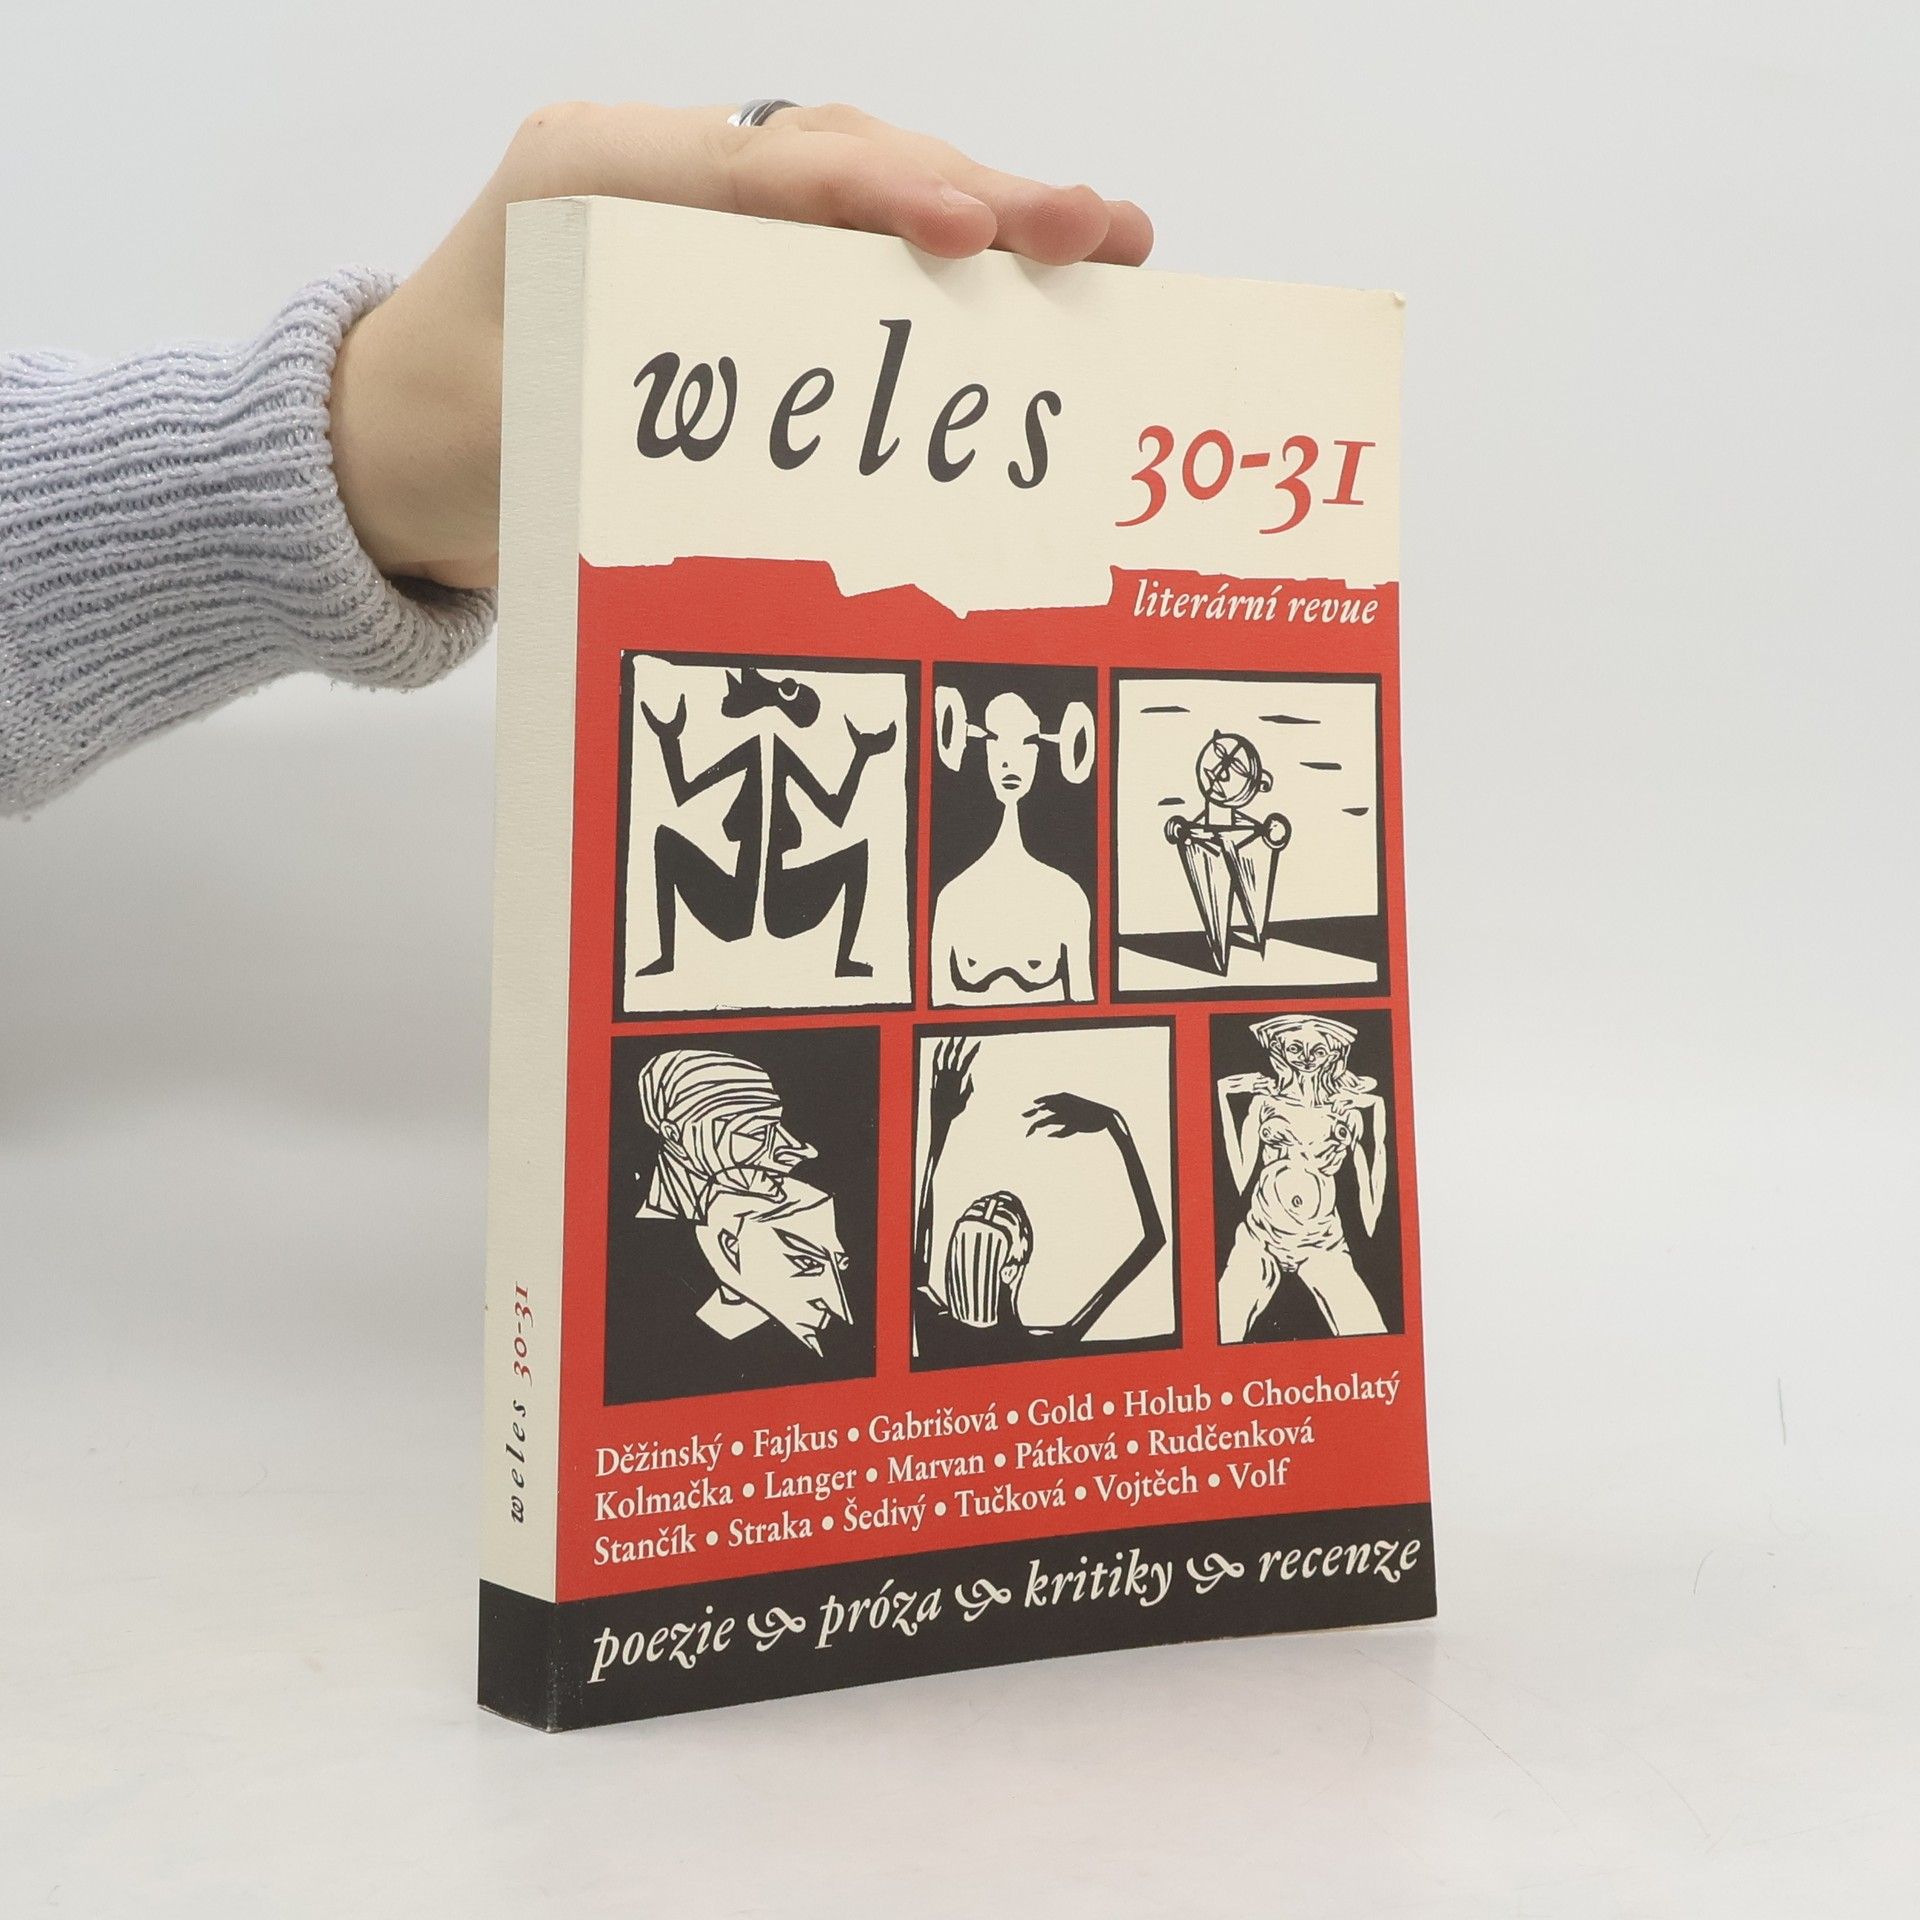 weles 30-31
literární revue
Děžinský • Fajkus • Gabrišová • Gold • Holub • Chocholatý
Kolmačka • Langer • Marvan • Pátková • Rudčenková
Stančík • Straka • Šedivý • Tučková • Vojtěch • Volf
poezie próza kritiky recenze
weles 30-31